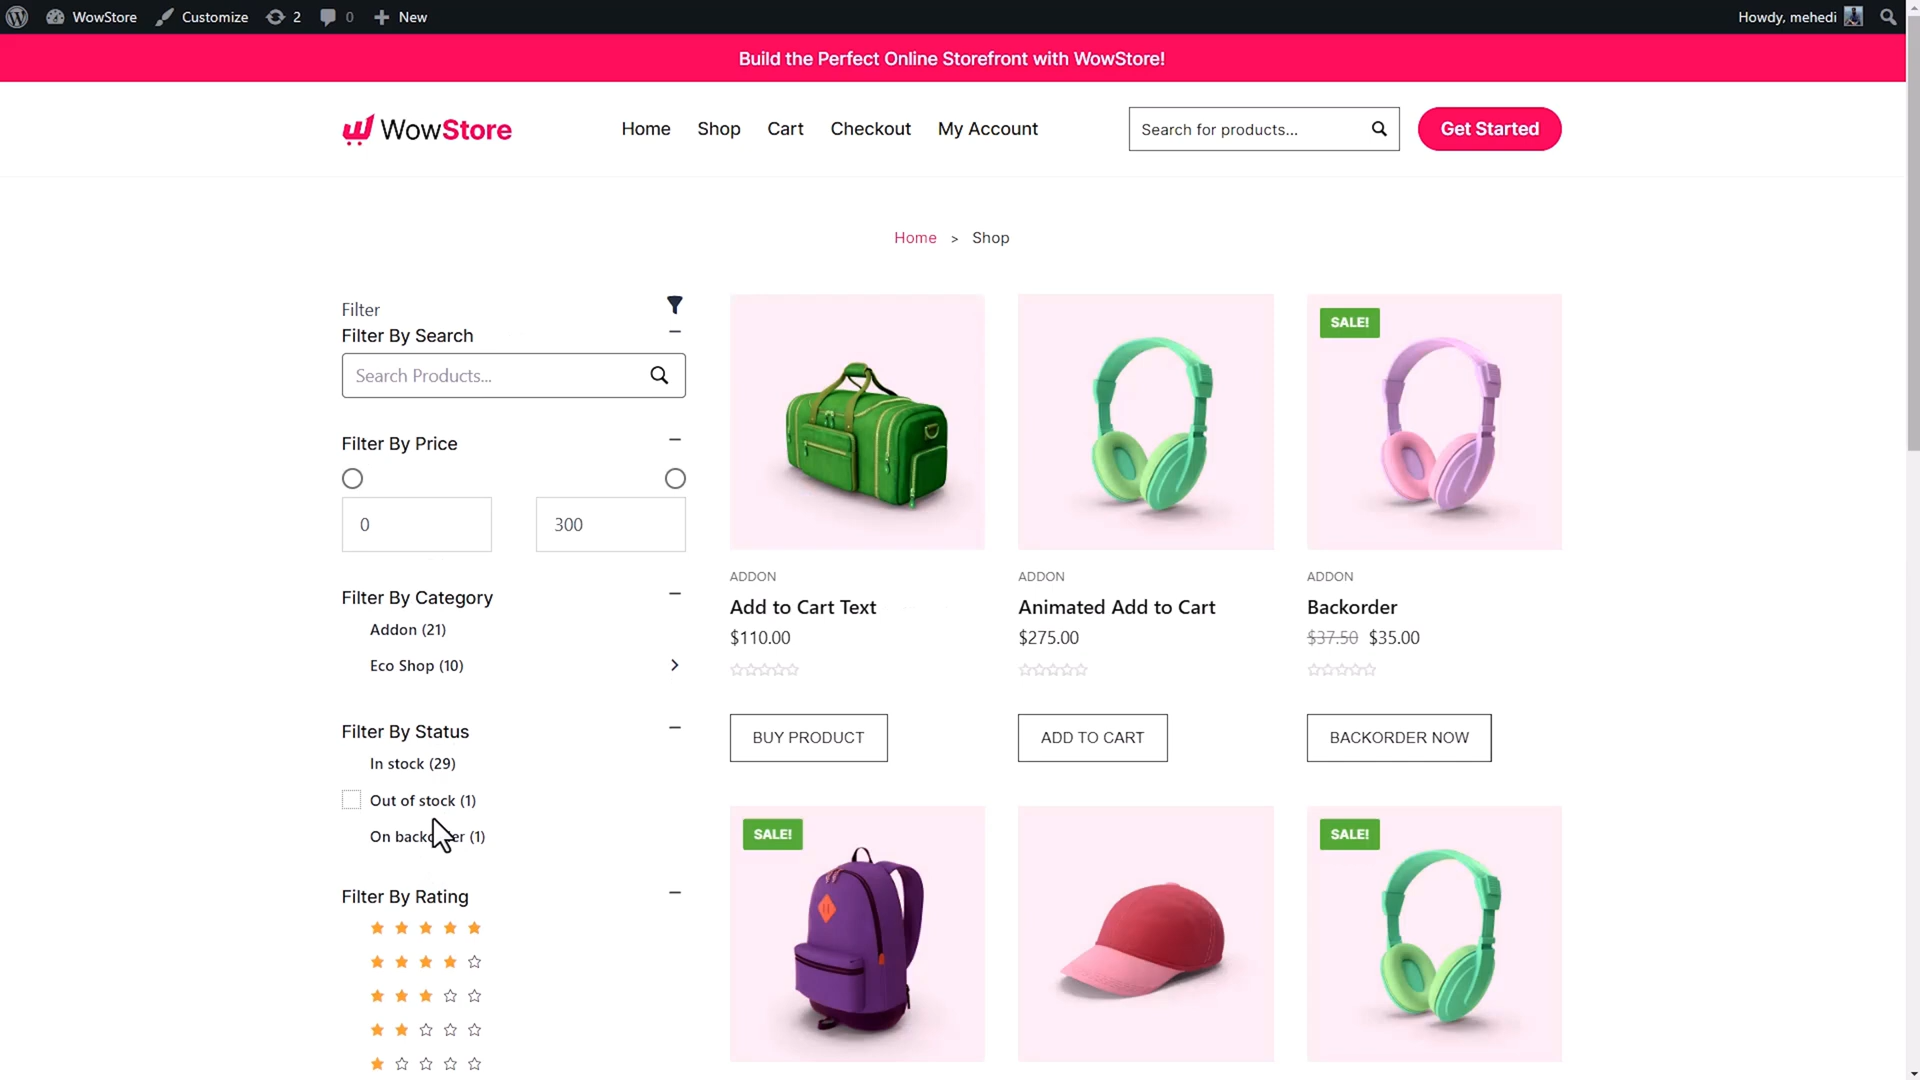 WowStore
Customize
2
0
New
Howdy, mehedi
Build the Perfect Online Storefront with WowStore!
WowStore
Home
Shop
Cart
Checkout
My Account
Search for products...
Get Started
Home > Shop
Filter
Filter By Search
Search Products...
Filter By Price
0
300
Filter By Category
Addon (21)
Eco Shop (10)
Filter By Status
In stock (29)
Out of stock (1)
On backorder (1)
Filter By Rating
ADDON
Add to Cart Text
$110.00
BUY PRODUCT
ADDON
Animated Add to Cart
$275.00
ADD TO CART
SALE!
ADDON
Backorder
$37.50 $35.00
BACKORDER NOW
SALE!
SALE!